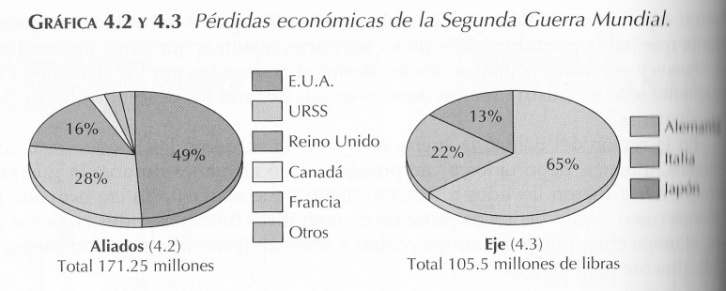 GRÁFICA 4.2 Y 4.3 Pérdidas económicas de la Segunda Guerra Mundial.
16%
49%
28%
E.U.A.
URSS
Reino Unido
Canadá
Francia
Otros
13%
22%
65%
Alemania
Italia
Japón
Aliados (4.2)
Total 171.25 millones
Eje (4.3)
Total 105.5 millones de libras